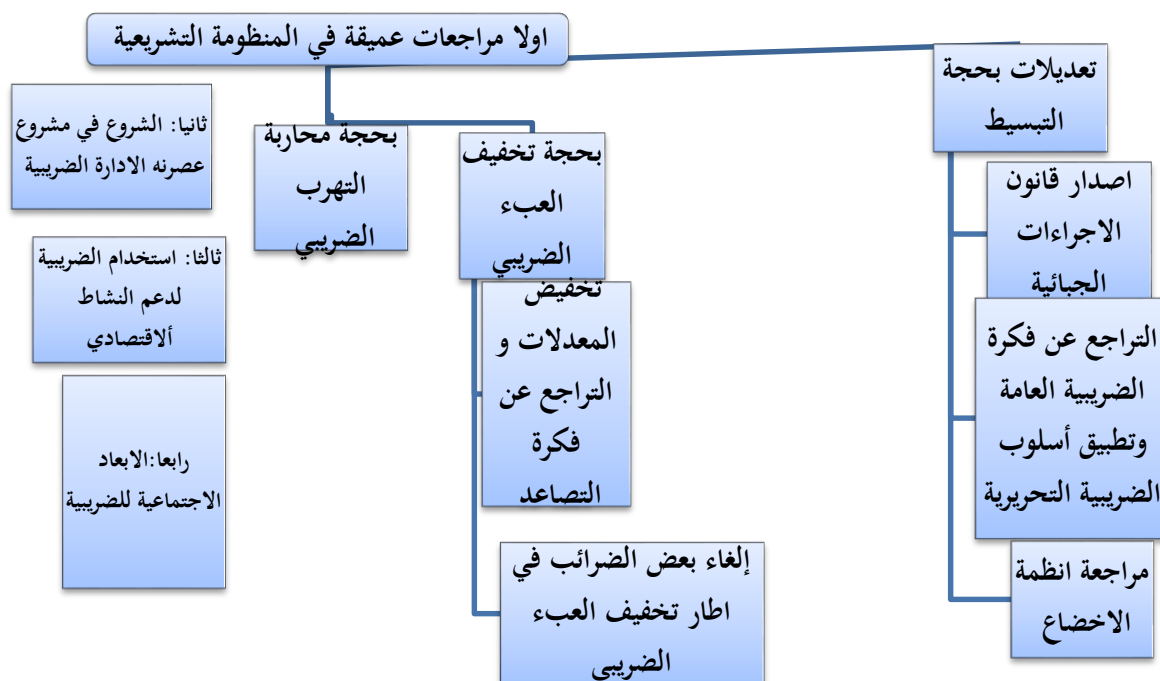 اولا مراجعات عميقة في المنظومة التشريعية
تعديلات بحجة
التبسيط
اصدار قانون
الاجراءات
الجبائية
التراجع عن فكرة
الضريبية العامة
وتطبيق أسلوب
الضريبية التحريرية
مراجعة انظمة
الاخضاع
بحجة تخفيف
العبء
الضريبي
تخفيض
المعدلات و
التراجع عن
فكرة
التصاعد
إلغاء بعض الضرائب في
اطار تخفيف العبء
الضريبي
بحجة محاربة
التهرب
الضريبي
ثانيا: الشروع في مشروع
عصرنه الادارة الضريبية
ثالثا: استخدام الضريبية
لدعم النشاط
ألاقتصادي
رابعا:الابعاد
الاجتماعية للضريبية